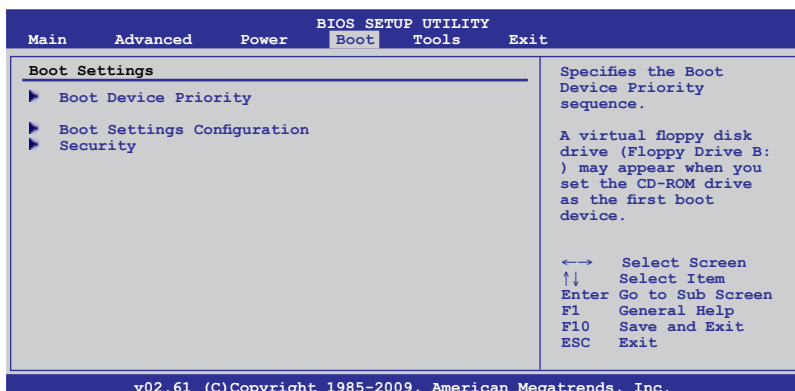 BIOS SETUP UTILITY
Main Advanced Power Boot Tools Exit
Boot Settings
Boot Device Priority
Boot Settings Configuration
Security
Specifies the Boot
Device Priority
sequence.
A virtual floppy disk
drive (Floppy Drive B:
) may appear when you
set the CD-ROM drive
as the first boot
device.
←→ Select Screen
↑↓ Select Item
Enter Go to Sub Screen
F1 General Help
F10 Save and Exit
ESC Exit
v02.61 (C)Copyright 1985-2009, American Megatrends, Inc.